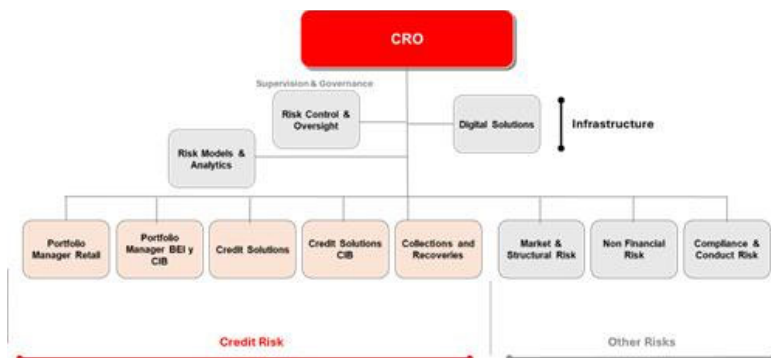 CRO
Supervision & Governance
Risk Control &
Oversight
Digital Solutions
Infrastructure
Risk Models &
Analytics
Portfolio
Manager Retail
Portfolio
Manager BEI y
CIB
Credit Solutions
Credit Solutions
CIB
Collections and
Recoveries
Market &
Structural Risk
Non Financial
Risk
Compliance &
Conduct Risk
Credit Risk
Other Risks